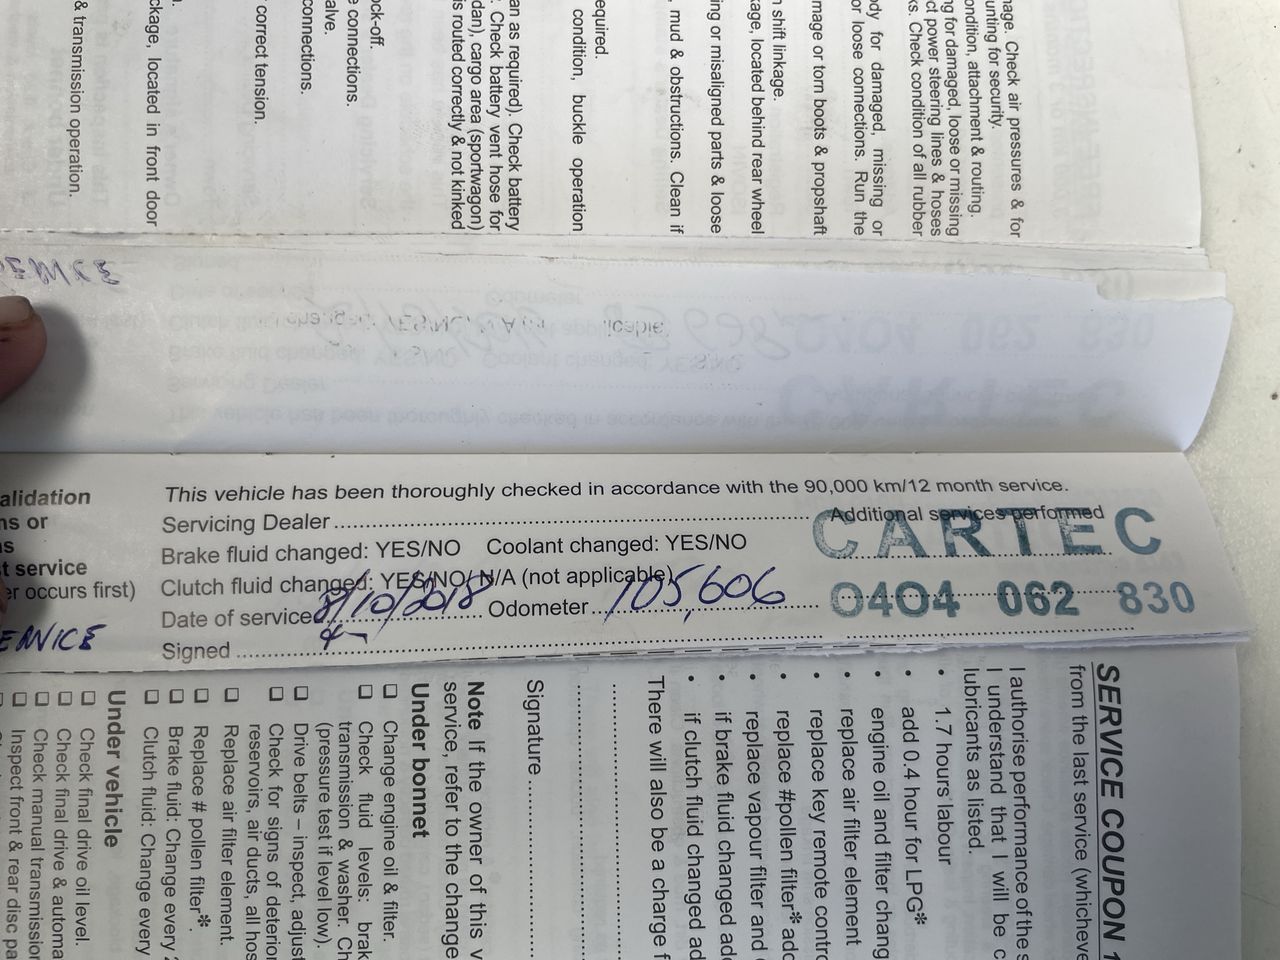 nage. Check air pressures & for
unting for security.
ondition, attachment & routing.
ng for damaged, loose or missing
ct power steering lines & hoses
ks. Check condition of all rubber
ody for damaged, missing or
or loose connections. Run the
mage or torn boots & propshaft
n shift linkage.
kage, located behind rear wheel
ing or misaligned parts & loose
, mud & obstructions. Clean if
equired.
condition, buckle operation
an as required). Check battery
. Check battery vent hose for
dan), cargo area (sportwagon)
is routed correctly & not kinked
ock-off.
e connections.
alve.
connections.
r correct tension.
ckage, located in front door
& transmission operation.
alidation
ns or
s
t service
er occurs first)
ERVICE
This vehicle has been thoroughly checked in accordance with the 90,000 km/12 month service.
Servicing Dealer
Additional services performed
CARTEC
Brake fluid changed: YES/NO Coolant changed: YES/NO
Clutch fluid changed: YES/NO/ N/A (not applicable)
0404 062 830
Date of service 8/10/2018 Odometer 105,606
Signed
SERVICE COUPON 1
from the last service (whicheve
I authorise performance of the s
I understand that I will be c
lubricants as listed.
• 1.7 hours labour
• add 0.4 hour for LPG*
• engine oil and filter chang
• replace air filter element
• replace key remote contro
• replace #pollen filter* add
• replace vapour filter and
• if brake fluid changed add
• if clutch fluid changed ad
There will also be a charge f
Signature
Note If the owner of this v
service, refer to the change
Under bonnet
❑ Change engine oil & filter.
❑ Check fluid levels: brak
transmission & washer. Ch
(pressure test if level low).
❑ Drive belts – inspect, adjust
❑ Check for signs of deterior
reservoirs, air ducts, all hos
❑ Replace air filter element.
❑ Replace # pollen filter*.
❑ Brake fluid: Change every 2
❑ Clutch fluid: Change every
Under vehicle
❑ Check final drive oil level.
❑ Check final drive & automa
❑ Check manual transmission
❑ Inspect front & rear disc pa